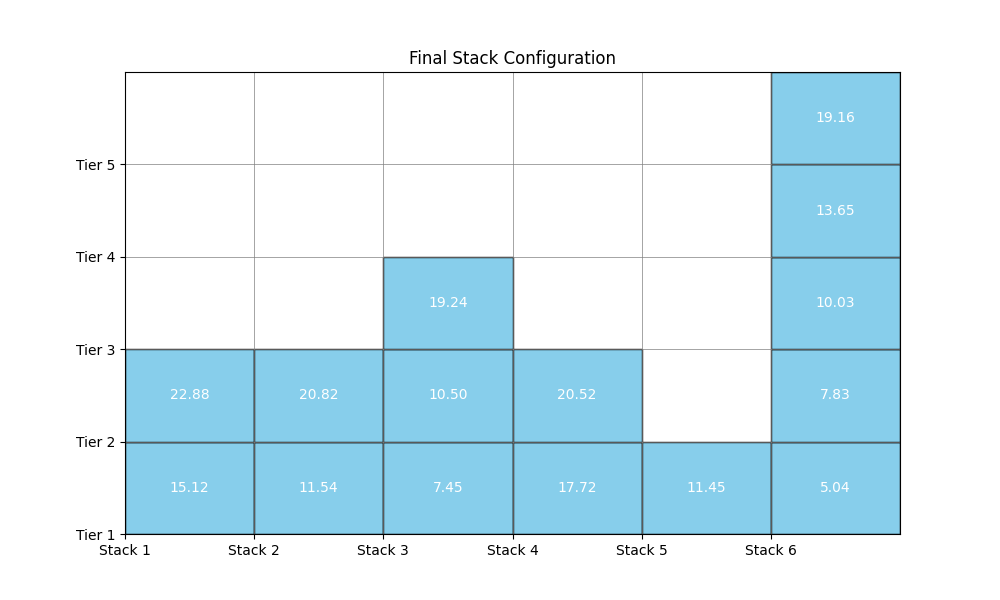 Final Stack Configuration
19.16
Tier 5
13.65
Tier 4
19.24 10.03
Tier 3
22.88 20.82 10.50 20.52 7.83
Tier 2
15.12 11.54 7.45 17.72 11.45 5.04
Tier 1
Stack 1 Stack 2 Stack 3 Stack 4 Stack 5 Stack 6